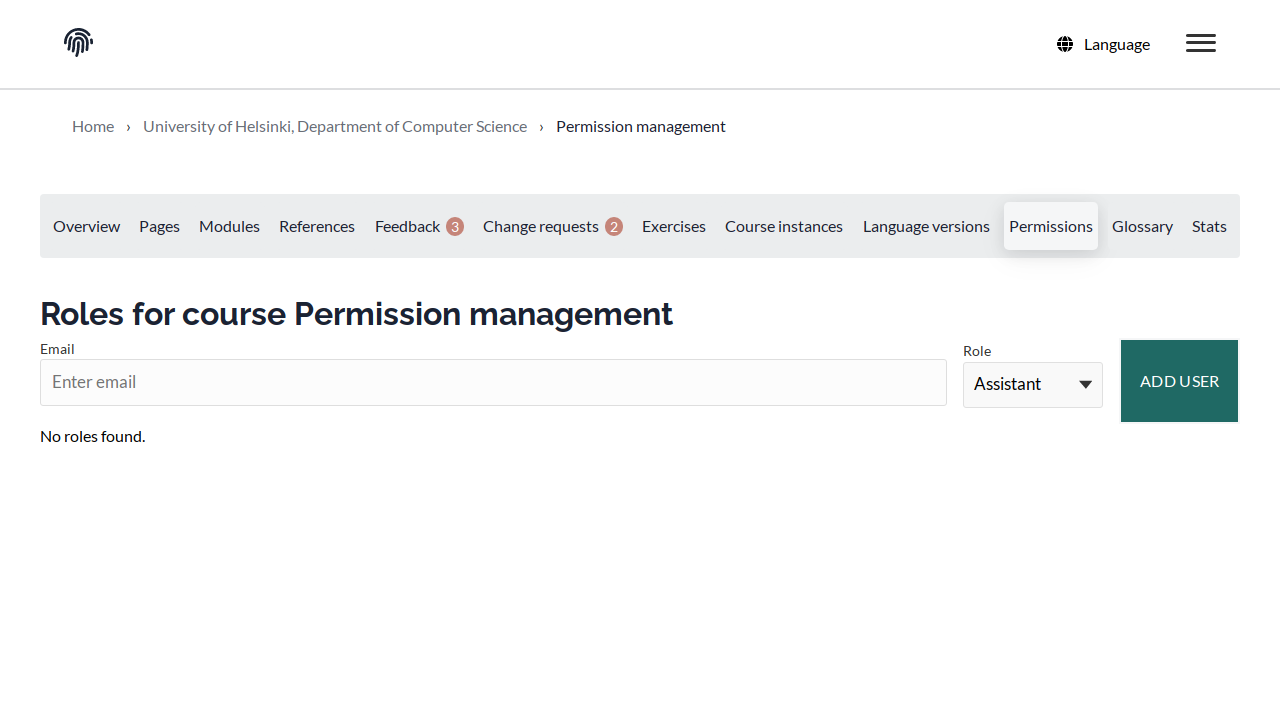 Language
Home › University of Helsinki, Department of Computer Science › Permission management
Overview Pages Modules References Feedback 3 Change requests 2 Exercises Course instances Language versions Permissions Glossary Stats
Roles for course Permission management
Email
Role
Enter email
Assistant
ADD USER
No roles found.